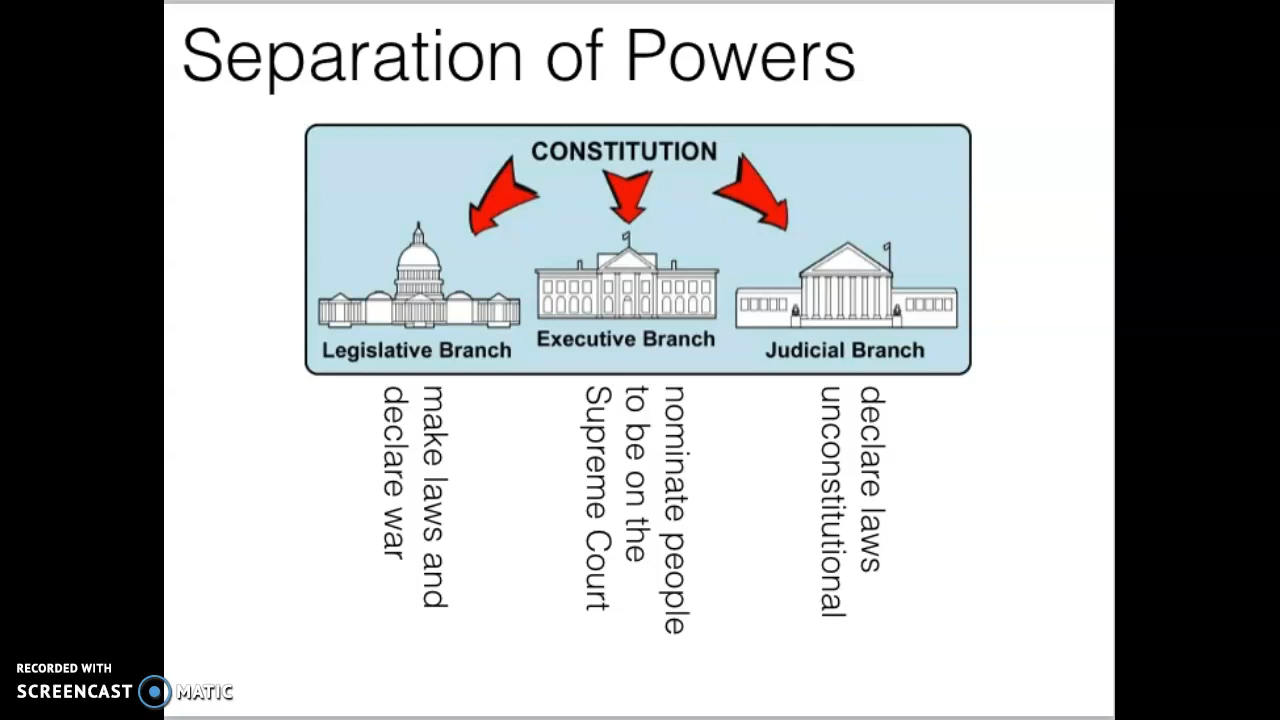 Separation of Powers
CONSTITUTION
Legislative Branch
Executive Branch
Judicial Branch
make laws and
declare war
nominate people
to be on the
Supreme Court
declare laws
unconstitutional
RECORDED WITH
SCREENCAST MATIC